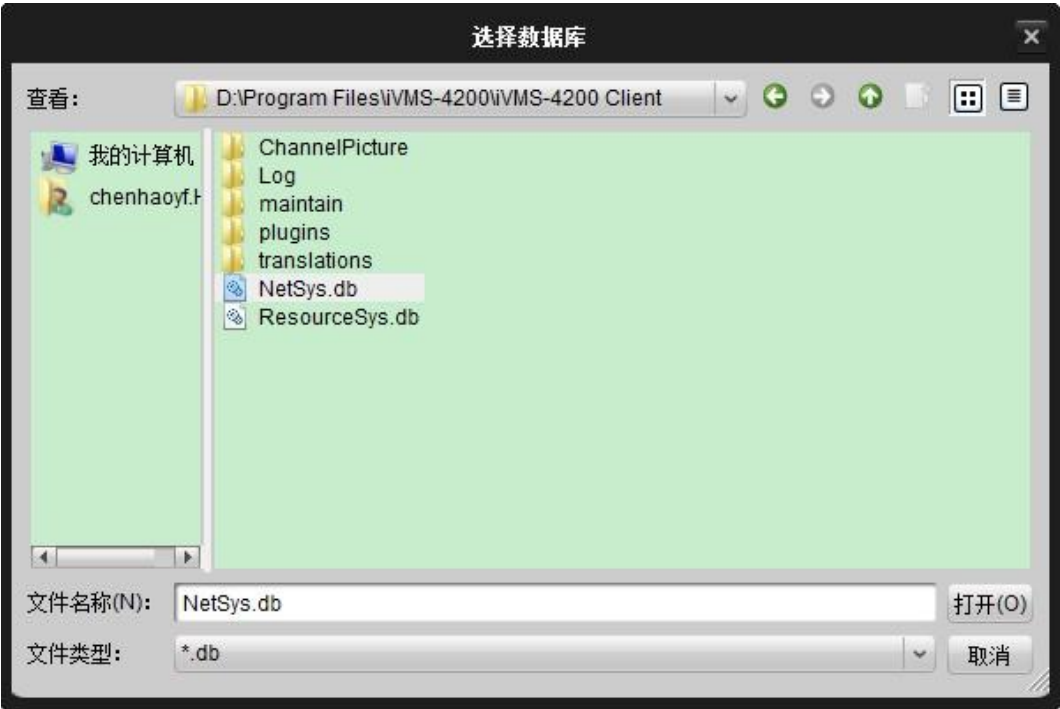 选择数据库
查看： D:\Program Files\iVMS-4200\iVMS-4200 Client
我的计算机
chenhaoyf.H
ChannelPicture
Log
maintain
plugins
translations
NetSys.db
ResourceSys.db
文件名称(N)： NetSys.db 打开(O)
文件类型： *.db 取消